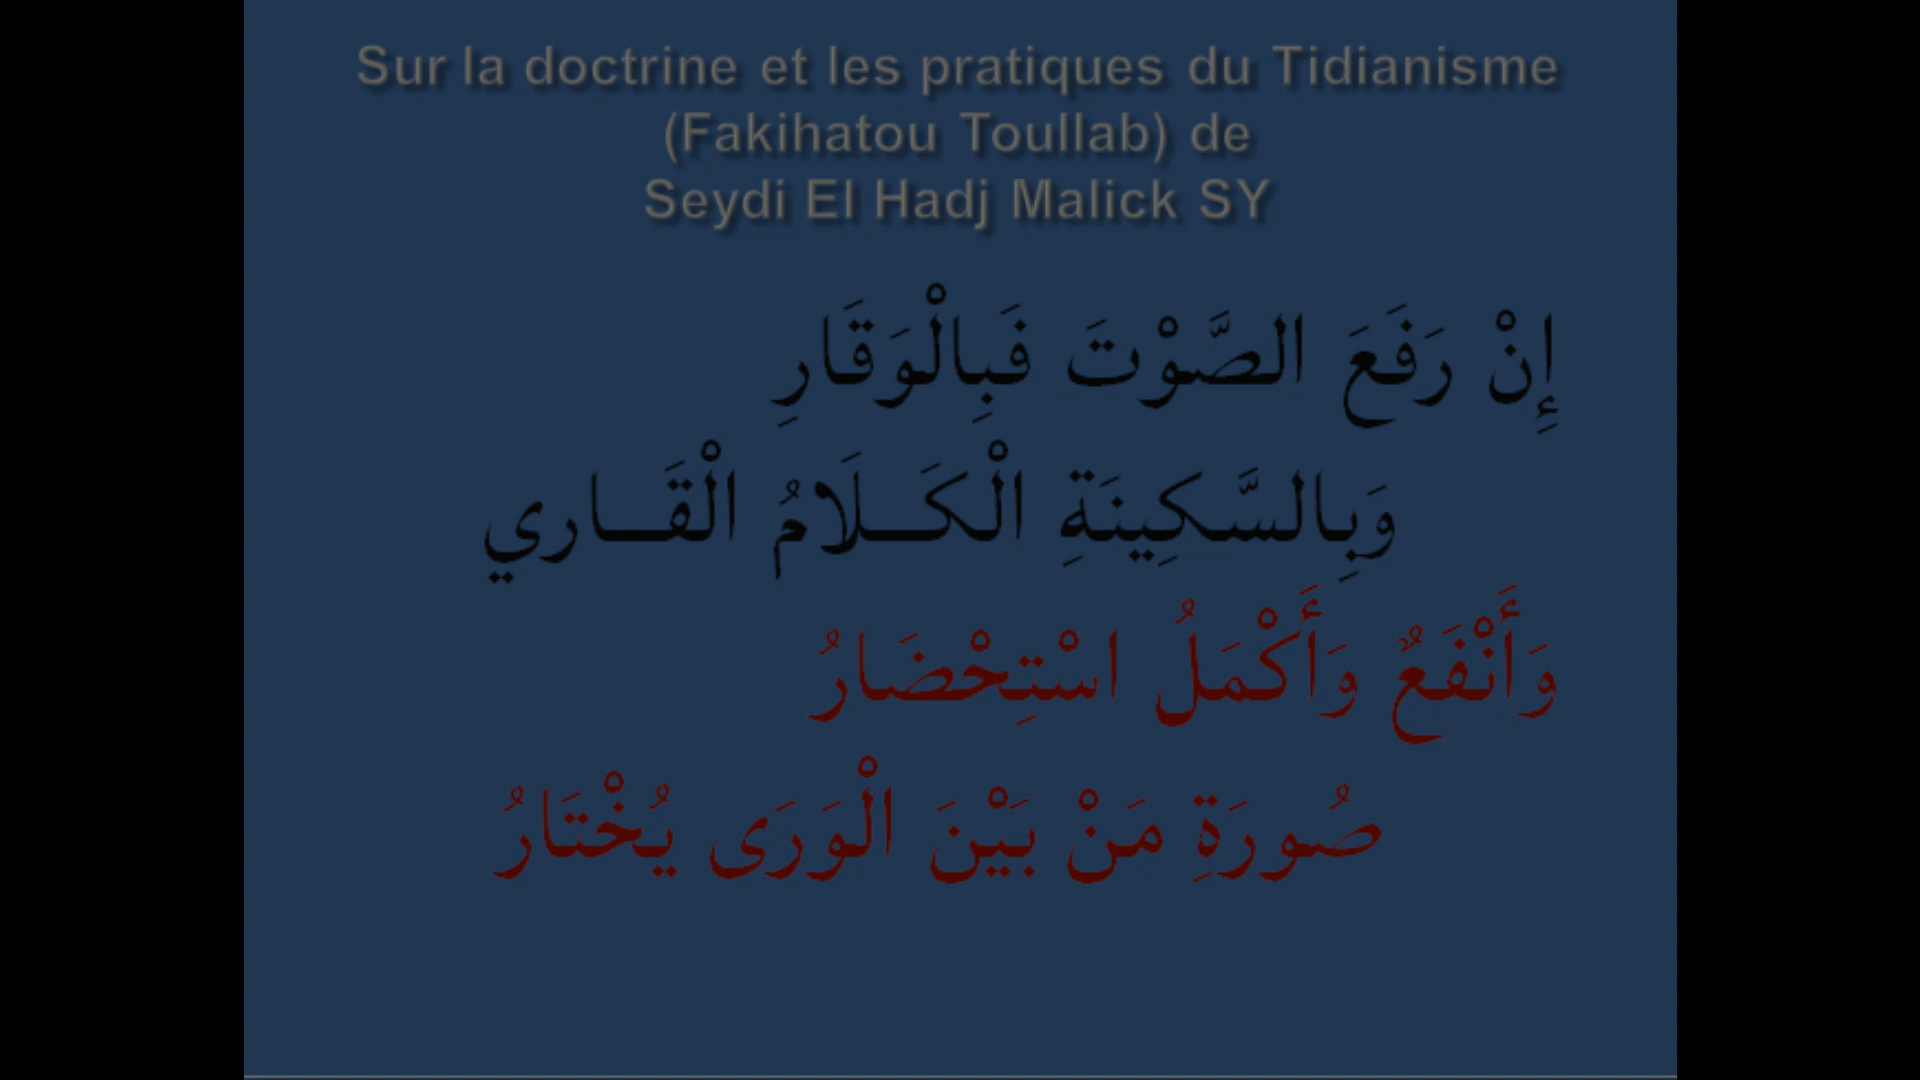 Sur la doctrine et les pratiques du Tidianisme
(Fakihatou Toullab) de
Seydi El Hadj Malick SY
إِنْ رَفَعَ الصَّوْتَ فَبِالْوَقَارِ
وَبِالسَّكِينَةِ الْكَـــلَامُ الْقَـــارِي
وَأَنْفَعٌ وَأَكْمَلُ اسْتِحْضَارُ
صُورَةِ مَنْ بَيْنَ الْوَرَى يُخْتَارُ